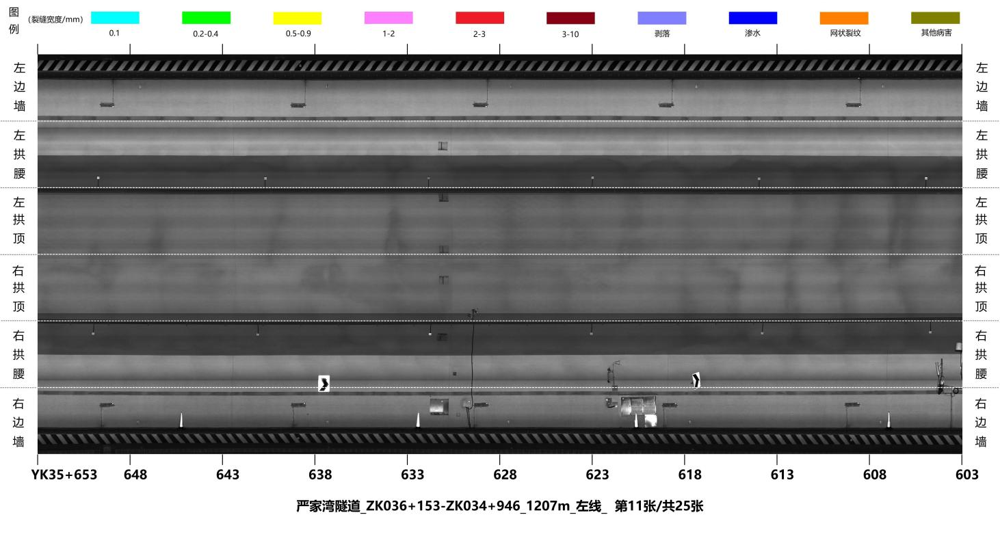 图例
(裂缝宽度/mm)
0.1
0.2-0.4
0.5-0.9
1-2
2-3
3-10
剥落
渗水
网状裂纹
其他病害
左边墙
左边墙
左拱腰
左拱腰
左拱顶
左拱顶
右拱顶
右拱顶
右拱腰
右拱腰
右边墙
右边墙
YK35+653 648 643 638 633 628 623 618 613 608 603
严家湾隧道_ZK036+153-ZK034+946_1207m_左线_ 第11张/共25张